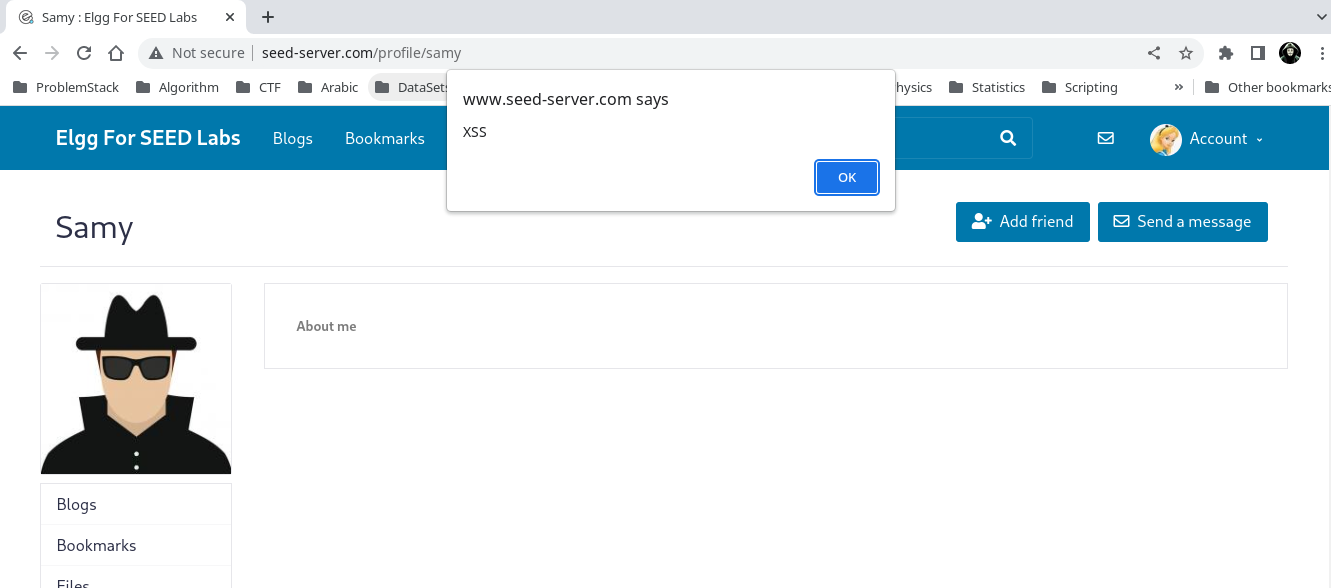 Samy : Elgg For SEED Labs
Not secure | seed-server.com/profile/samy
ProblemStack Algorithm CTF Arabic DataSets hysics Statistics Scripting » Other bookmarks
www.seed-server.com says
XSS
OK
Elgg For SEED Labs Blogs Bookmarks Account
Samy
Add friend Send a message
About me
Blogs
Bookmarks
Files